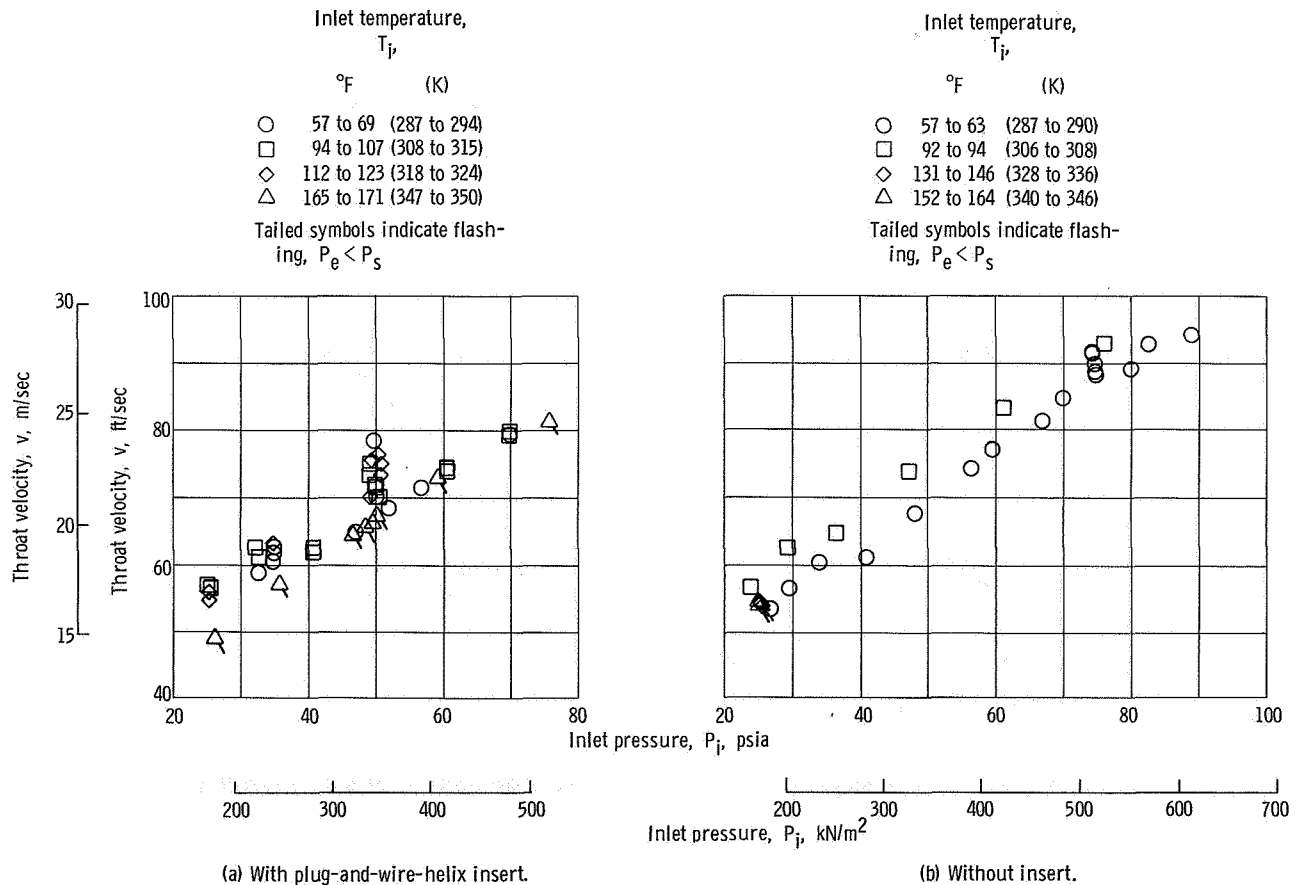 Inlet temperature,
T_i,
°F (K)
57 to 69 (287 to 294)
94 to 107 (308 to 315)
112 to 123 (318 to 324)
165 to 171 (347 to 350)
Tailed symbols indicate flash-
ing, P_e < P_s
Inlet temperature,
T_i,
°F (K)
57 to 63 (287 to 290)
92 to 94 (306 to 308)
131 to 146 (328 to 336)
152 to 164 (340 to 346)
Tailed symbols indicate flash-
ing, P_e < P_s
Throat velocity, v, m/sec
30
25
20
15
Throat velocity, v, ft/sec
100
80
60
40
20 40 60 80
20 40 60 80 100
Inlet pressure, P_i, psia
200 300 400 500
200 300 400 500 600 700
Inlet pressure, P_i, kN/m²
(a) With plug-and-wire-helix insert.
(b) Without insert.